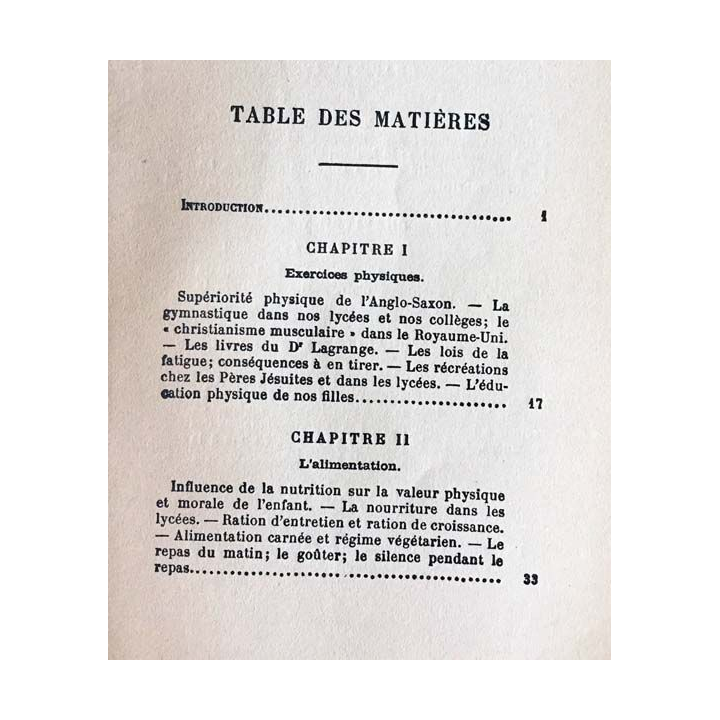 TABLE DES MATIÈRES
INTRODUCTION........................................ 1
CHAPITRE I
Exercices physiques.
Supériorité physique de l'Anglo-Saxon. — La
gymnastique dans nos lycées et nos collèges; le
« christianisme musculaire » dans le Royaume-Uni.
— Les livres du Dr Lagrange. — Les lois de la
fatigue; conséquences à en tirer. — Les récréations
chez les Pères Jésuites et dans les lycées. — L'édu-
cation physique de nos filles........................ 17
CHAPITRE II
L'alimentation.
Influence de la nutrition sur la valeur physique
et morale de l'enfant. — La nourriture dans les
lycées. — Ration d'entretien et ration de croissance.
— Alimentation carnée et régime végétarien. — Le
repas du matin; le goûter; le silence pendant le
repas.................................................. 33